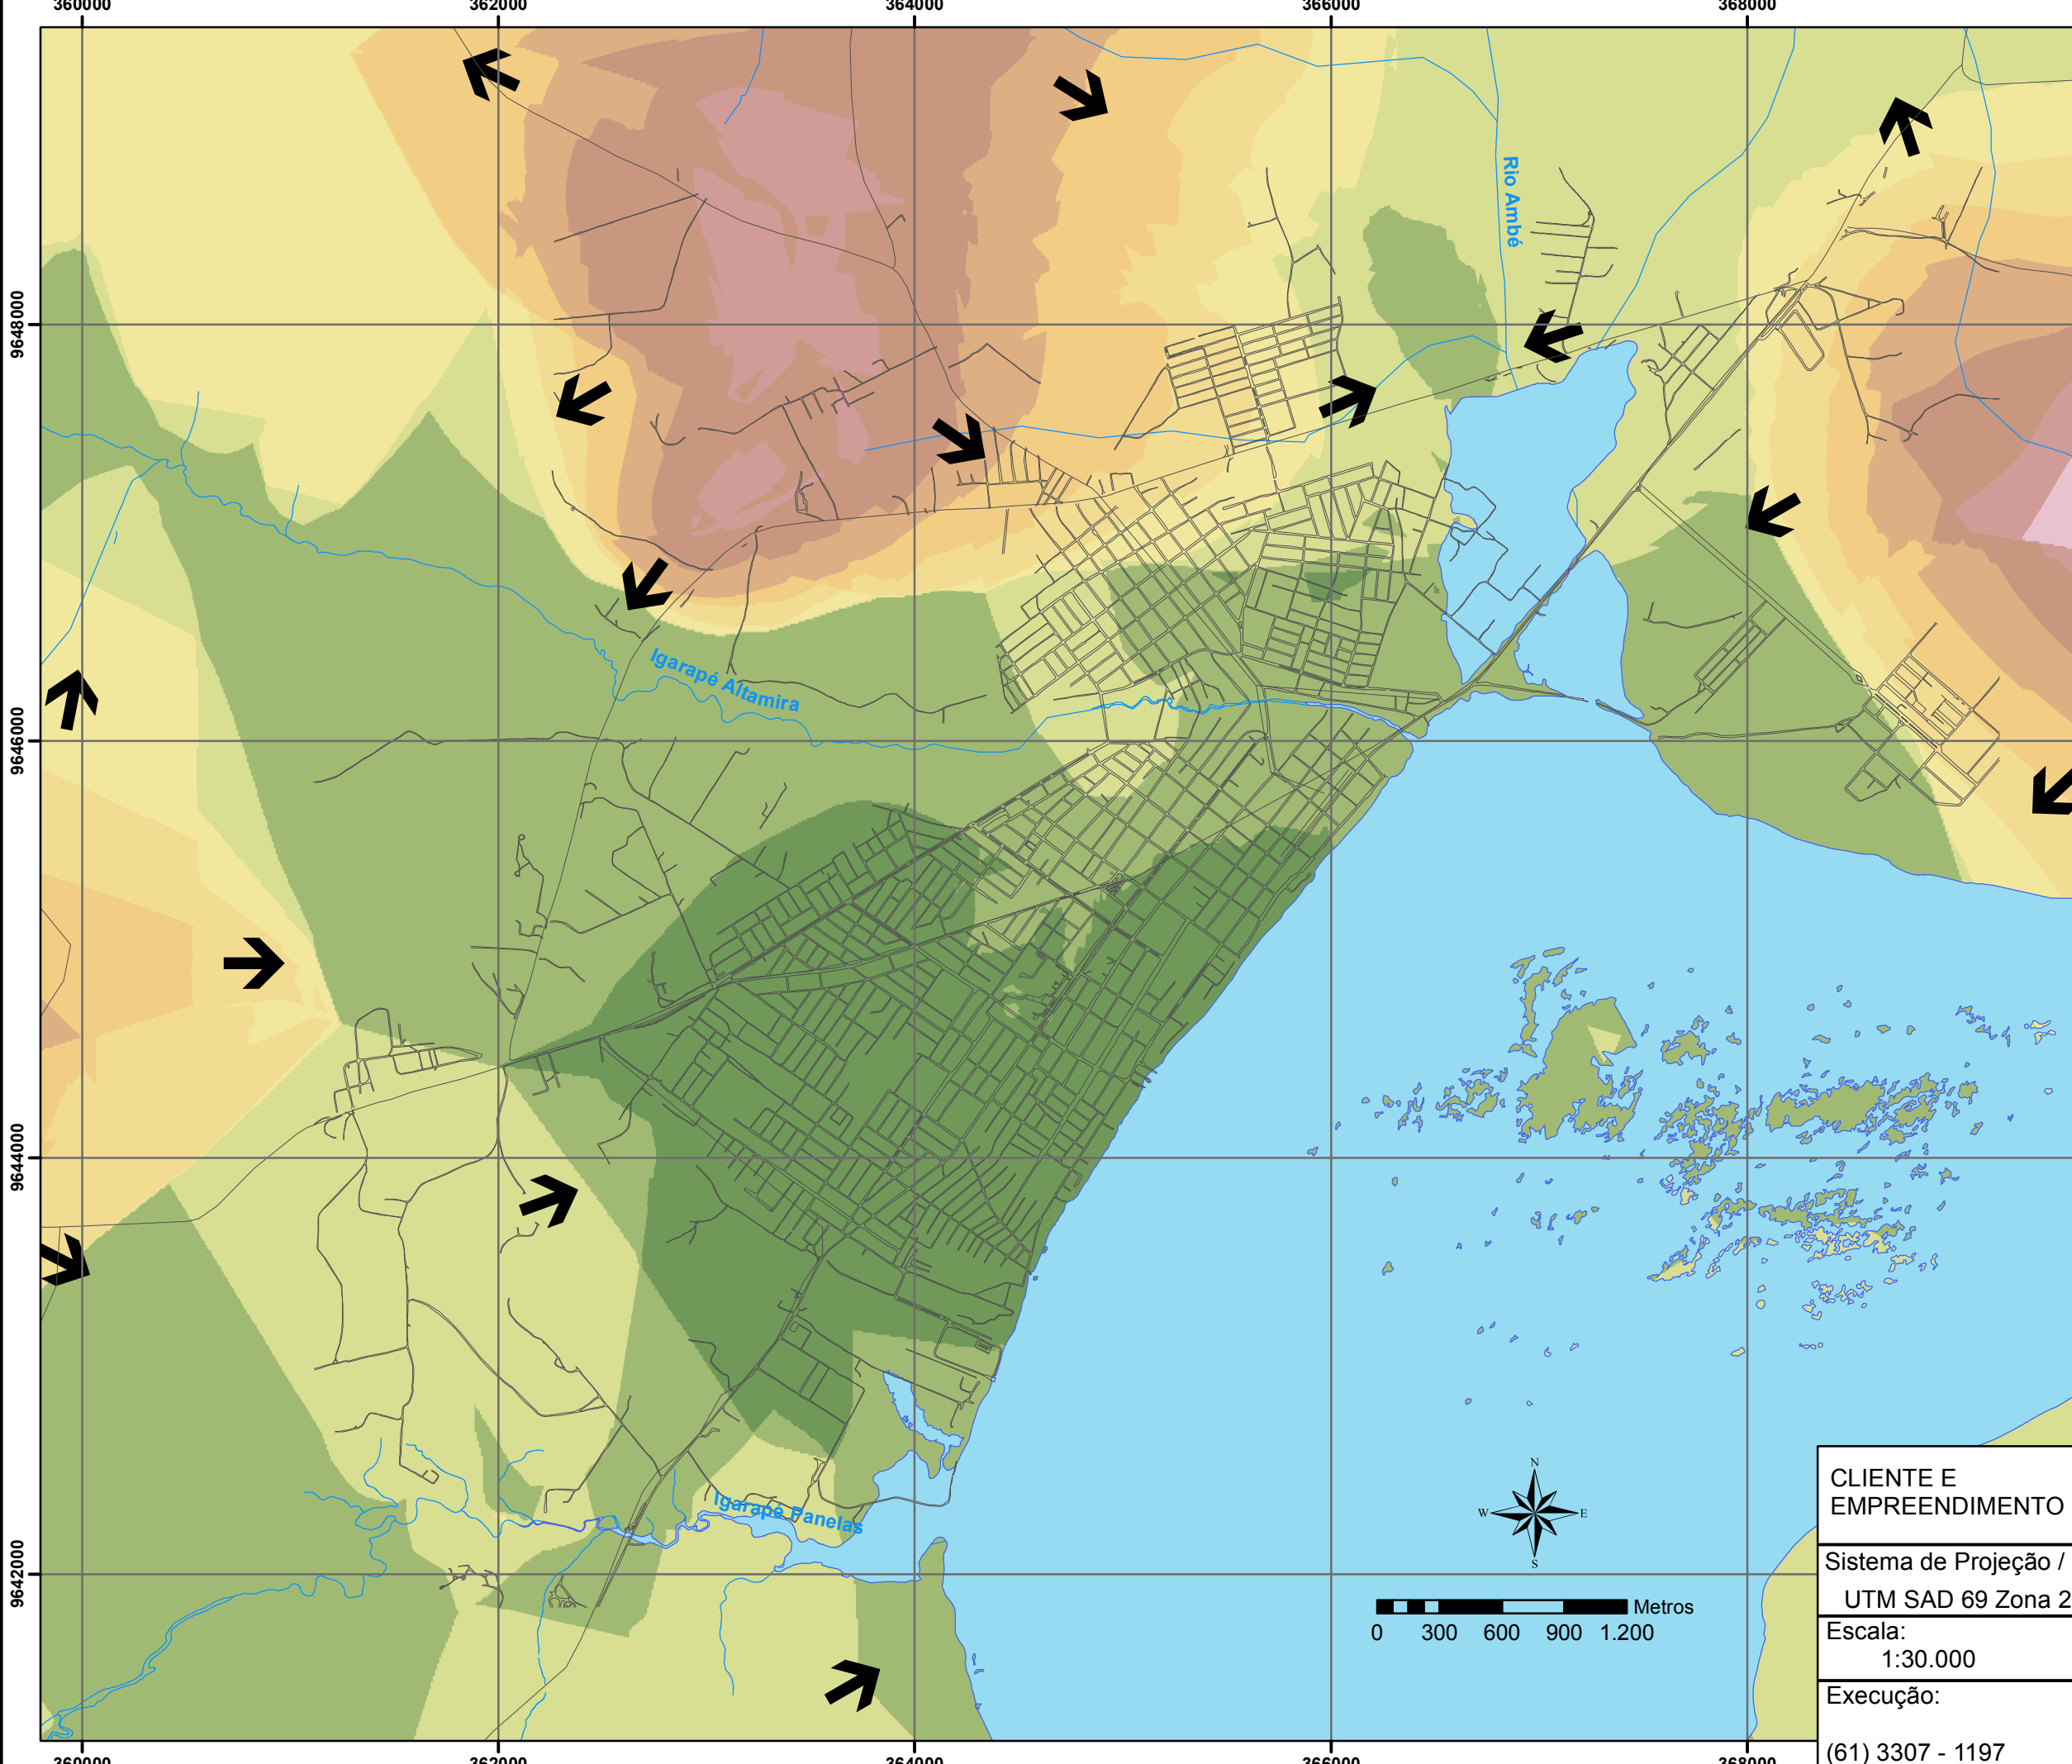 360000 362000 364000 366000 368000
9648000
9646000
9644000
9642000
Rio Ambé
Igarapé Altamira
Igarapé Panelas
N
W E
S
Metros
0 300 600 900 1.200
CLIENTE E
EMPREENDIMENTO
Sistema de Projeção /
UTM SAD 69 Zona 2
Escala:
1:30.000
Execução:
(61) 3307 - 1197
360000 362000 364000 366000 368000